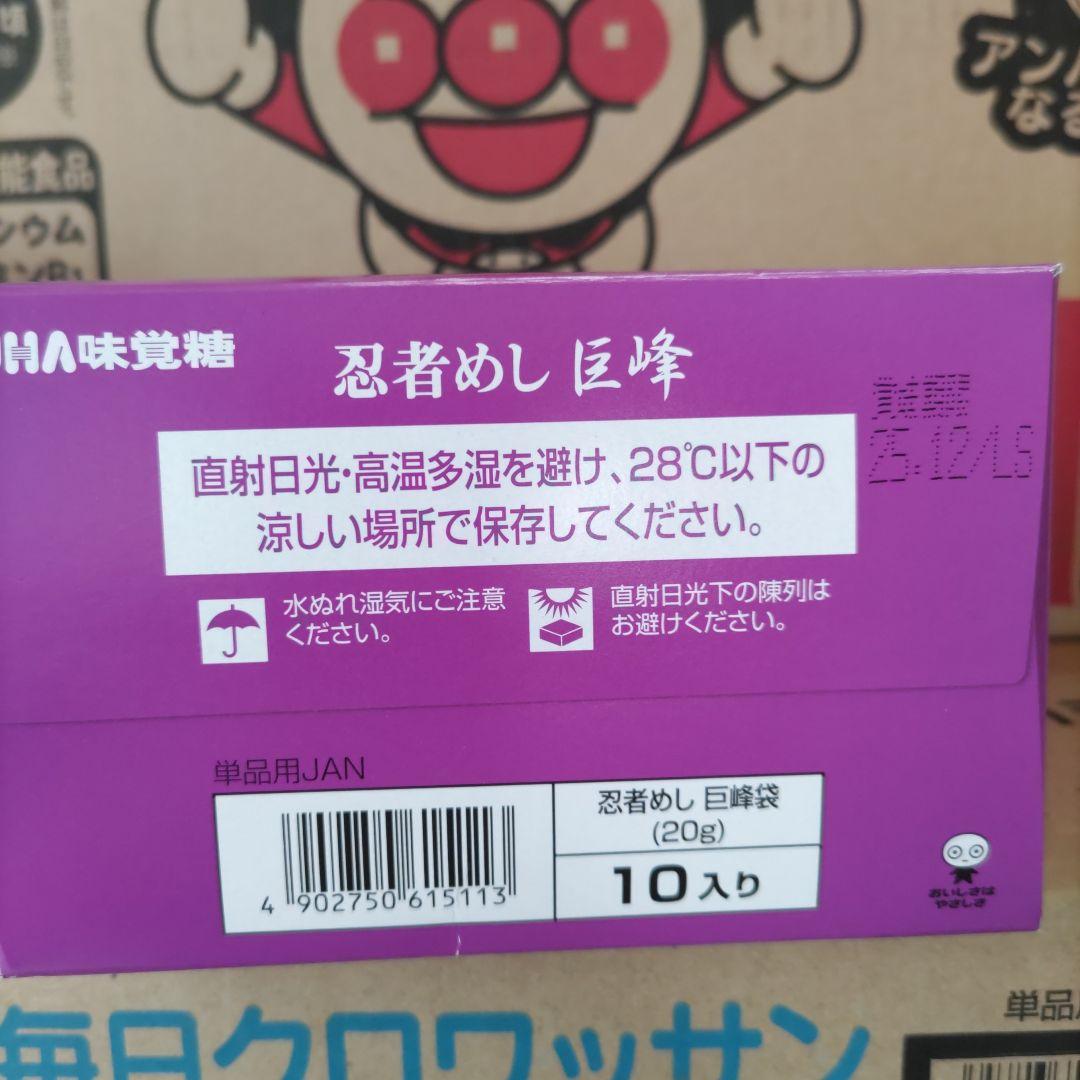 頃
アン
なる
能食品
シウム
UHA味覚糖
忍者めし 巨峰
賞味期限
25.12/LS
直射日光・高温多湿を避け、28℃以下の
涼しい場所で保存してください。
水ぬれ湿気にご注意
ください。
直射日光下の陳列は
お避けください。
単品用JAN
4 902750 615113
忍者めし 巨峰袋
(20g)
10入り
おいしさは
やさしさ
毎日クロワッサン
単品